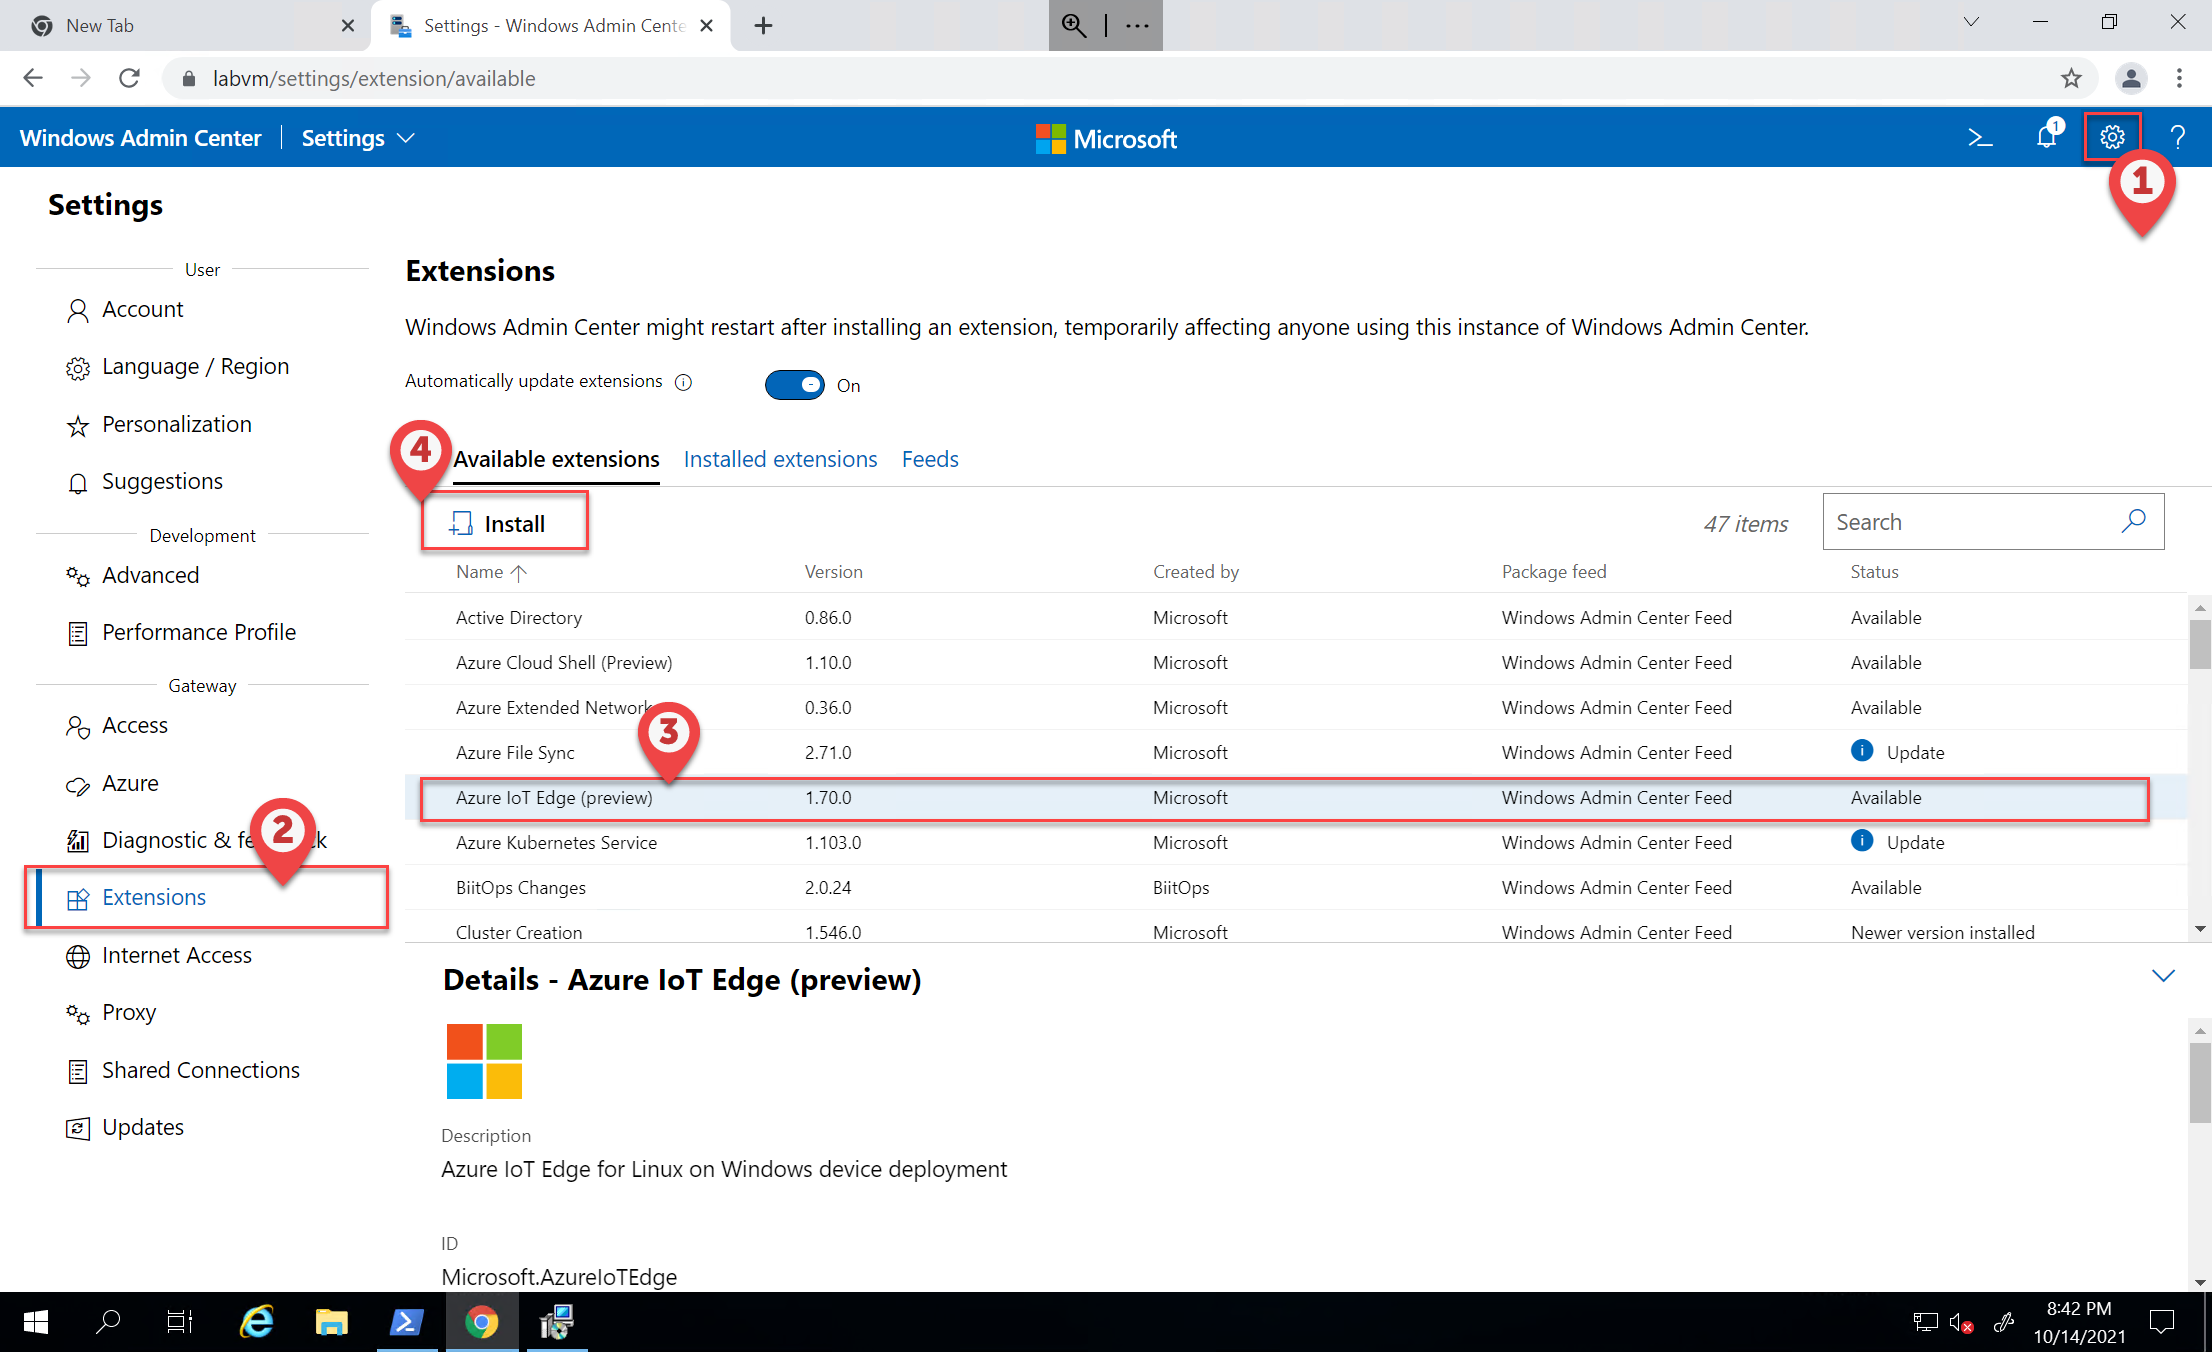 New Tab
Settings - Windows Admin Cente
labvm/settings/extension/available
Windows Admin Center
Settings
Microsoft
1
1
Settings
User
Account
Language / Region
Personalization
Suggestions
Development
Advanced
Performance Profile
Gateway
Access
Azure
Diagnostic & fe
k
2
Extensions
Internet Access
Proxy
Shared Connections
Updates
Extensions
Windows Admin Center might restart after installing an extension, temporarily affecting anyone using this instance of Windows Admin Center.
Automatically update extensions
On
4
Available extensions Installed extensions Feeds
Install
47 items
Search
Name Version Created by Package feed Status
Active Directory 0.86.0 Microsoft Windows Admin Center Feed Available
Azure Cloud Shell (Preview) 1.10.0 Microsoft Windows Admin Center Feed Available
Azure Extended Network 0.36.0 Microsoft Windows Admin Center Feed Available
3
Azure File Sync 2.71.0 Microsoft Windows Admin Center Feed Update
Azure IoT Edge (preview) 1.70.0 Microsoft Windows Admin Center Feed Available
Azure Kubernetes Service 1.103.0 Microsoft Windows Admin Center Feed Update
BiitOps Changes 2.0.24 BiitOps Windows Admin Center Feed Available
Cluster Creation 1.546.0 Microsoft Windows Admin Center Feed Newer version installed
Details - Azure IoT Edge (preview)
Description
Azure IoT Edge for Linux on Windows device deployment
ID
Microsoft.AzureIoTEdge
8:42 PM
10/14/2021